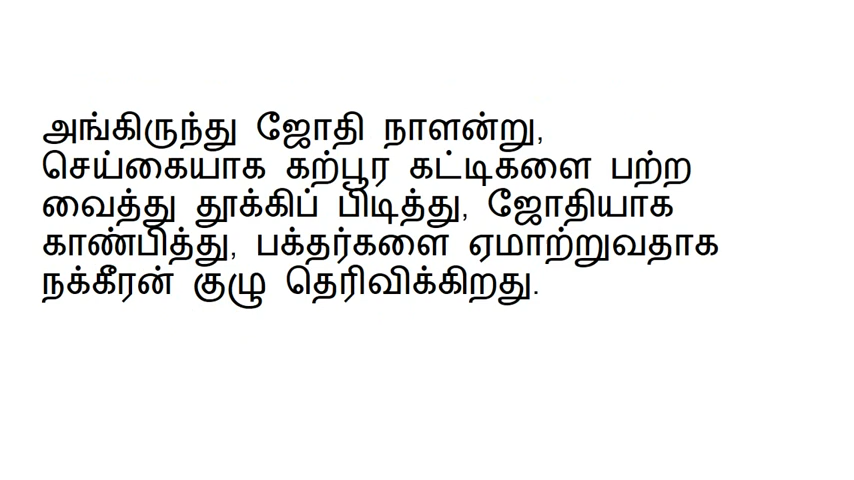 அங்கிருந்து ஜோதி நாளன்று,
செய்கையாக கற்பூர கட்டிகளை பற்ற
வைத்து தூக்கிப் பிடித்து, ஜோதியாக
காண்பித்து, பக்தர்களை ஏமாற்றுவதாக
நக்கீரன் குழு தெரிவிக்கிறது.